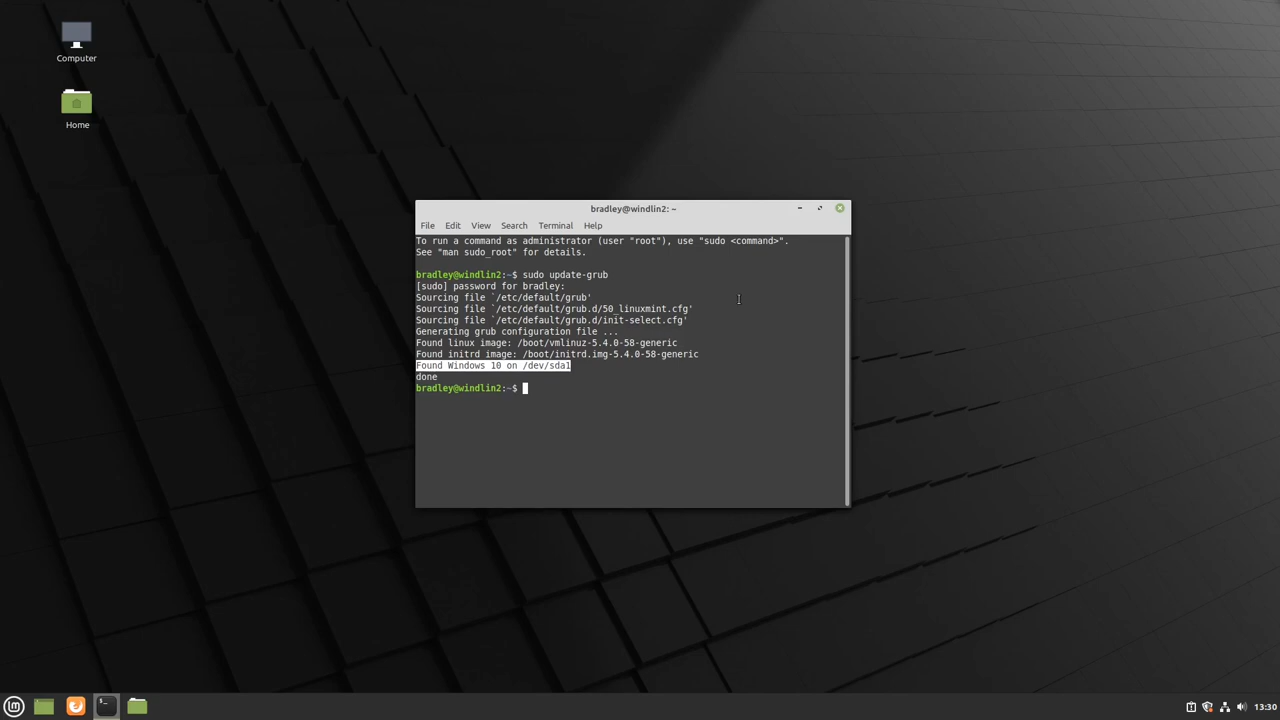 Computer
Home
bradley@windlin2: ~
File Edit View Search Terminal Help
To run a command as administrator (user "root"), use "sudo <command>".
See "man sudo_root" for details.
bradley@windlin2:~$ sudo update-grub
[sudo] password for bradley:
Sourcing file `/etc/default/grub'
Sourcing file `/etc/default/grub.d/50_linuxmint.cfg'
Sourcing file `/etc/default/grub.d/init-select.cfg'
Generating grub configuration file ...
Found linux image: /boot/vmlinuz-5.4.0-58-generic
Found initrd image: /boot/initrd.img-5.4.0-58-generic
Found Windows 10 on /dev/sda1
done
bradley@windlin2:~$
13:30